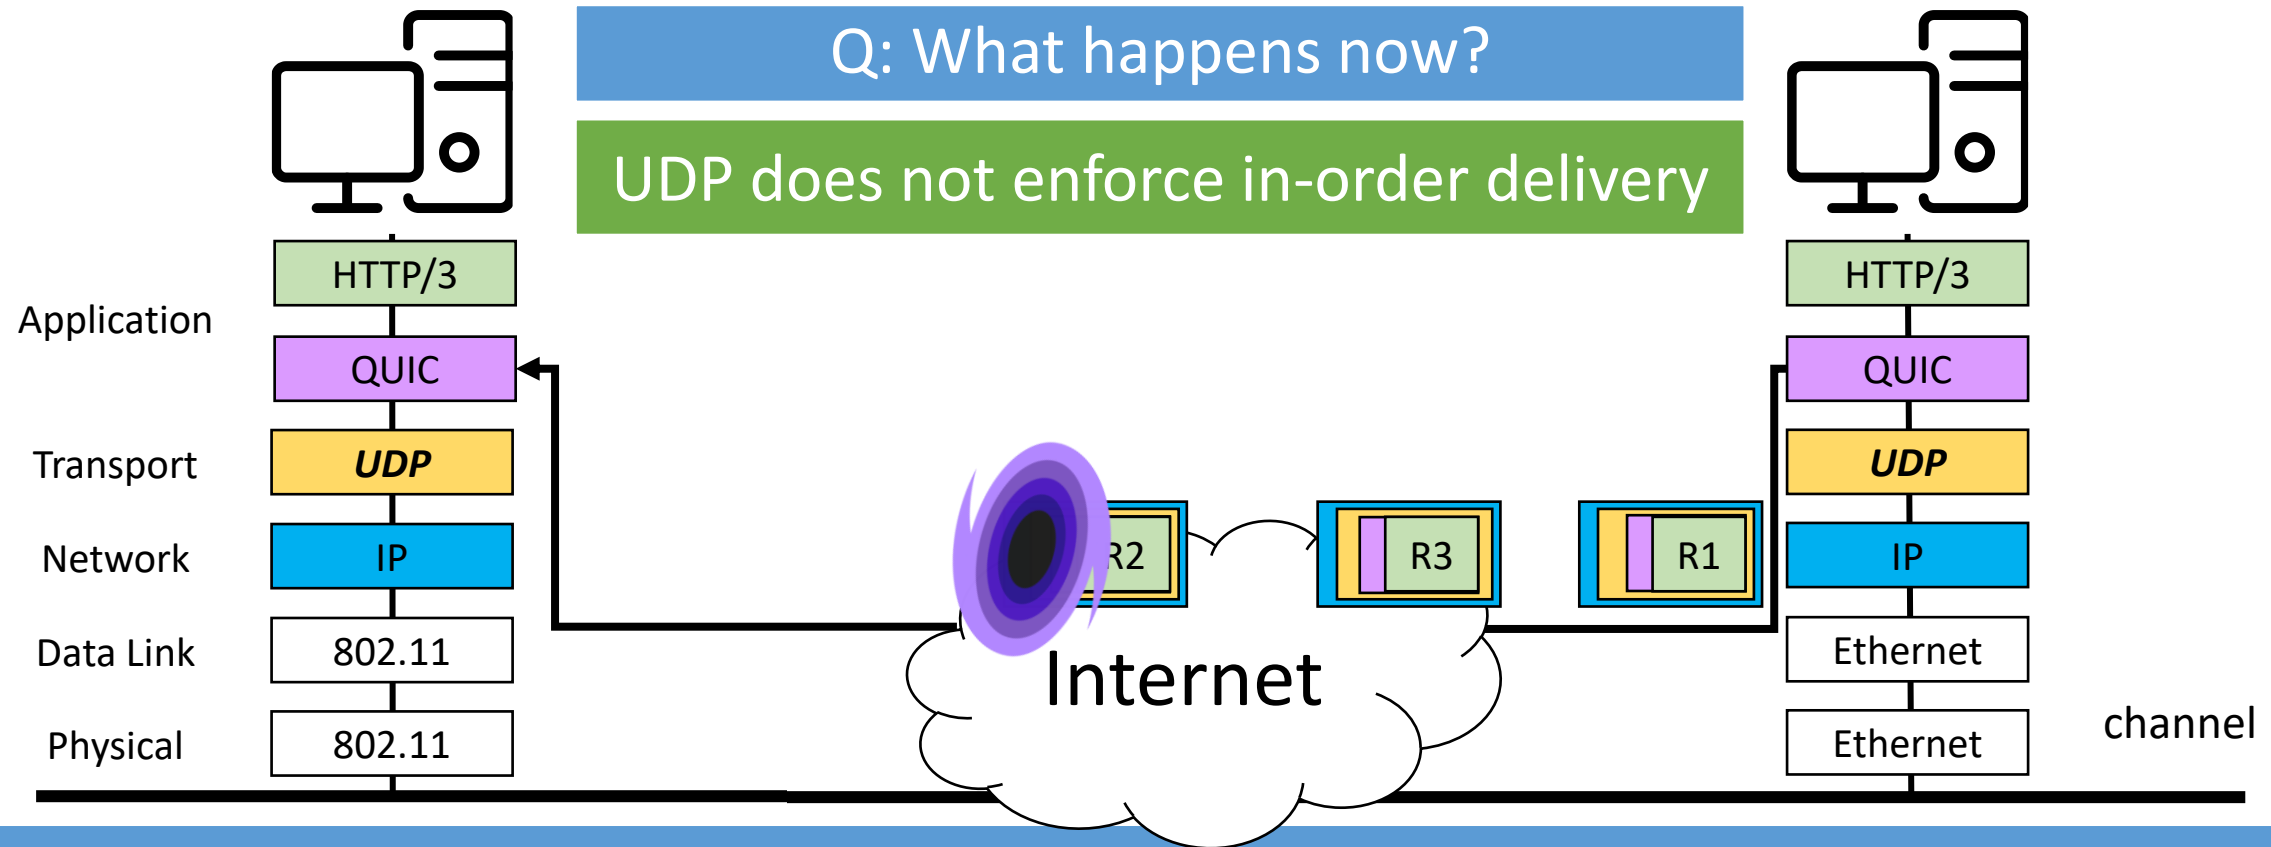 Q: What happens now?
UDP does not enforce in-order delivery
HTTP/3
HTTP/3
Application
QUIC
QUIC
Transport
UDP
UDP
Network
IP
R2
R3
R1
IP
Data Link
802.11
Internet
Ethernet
Physical
802.11
Ethernet
channel